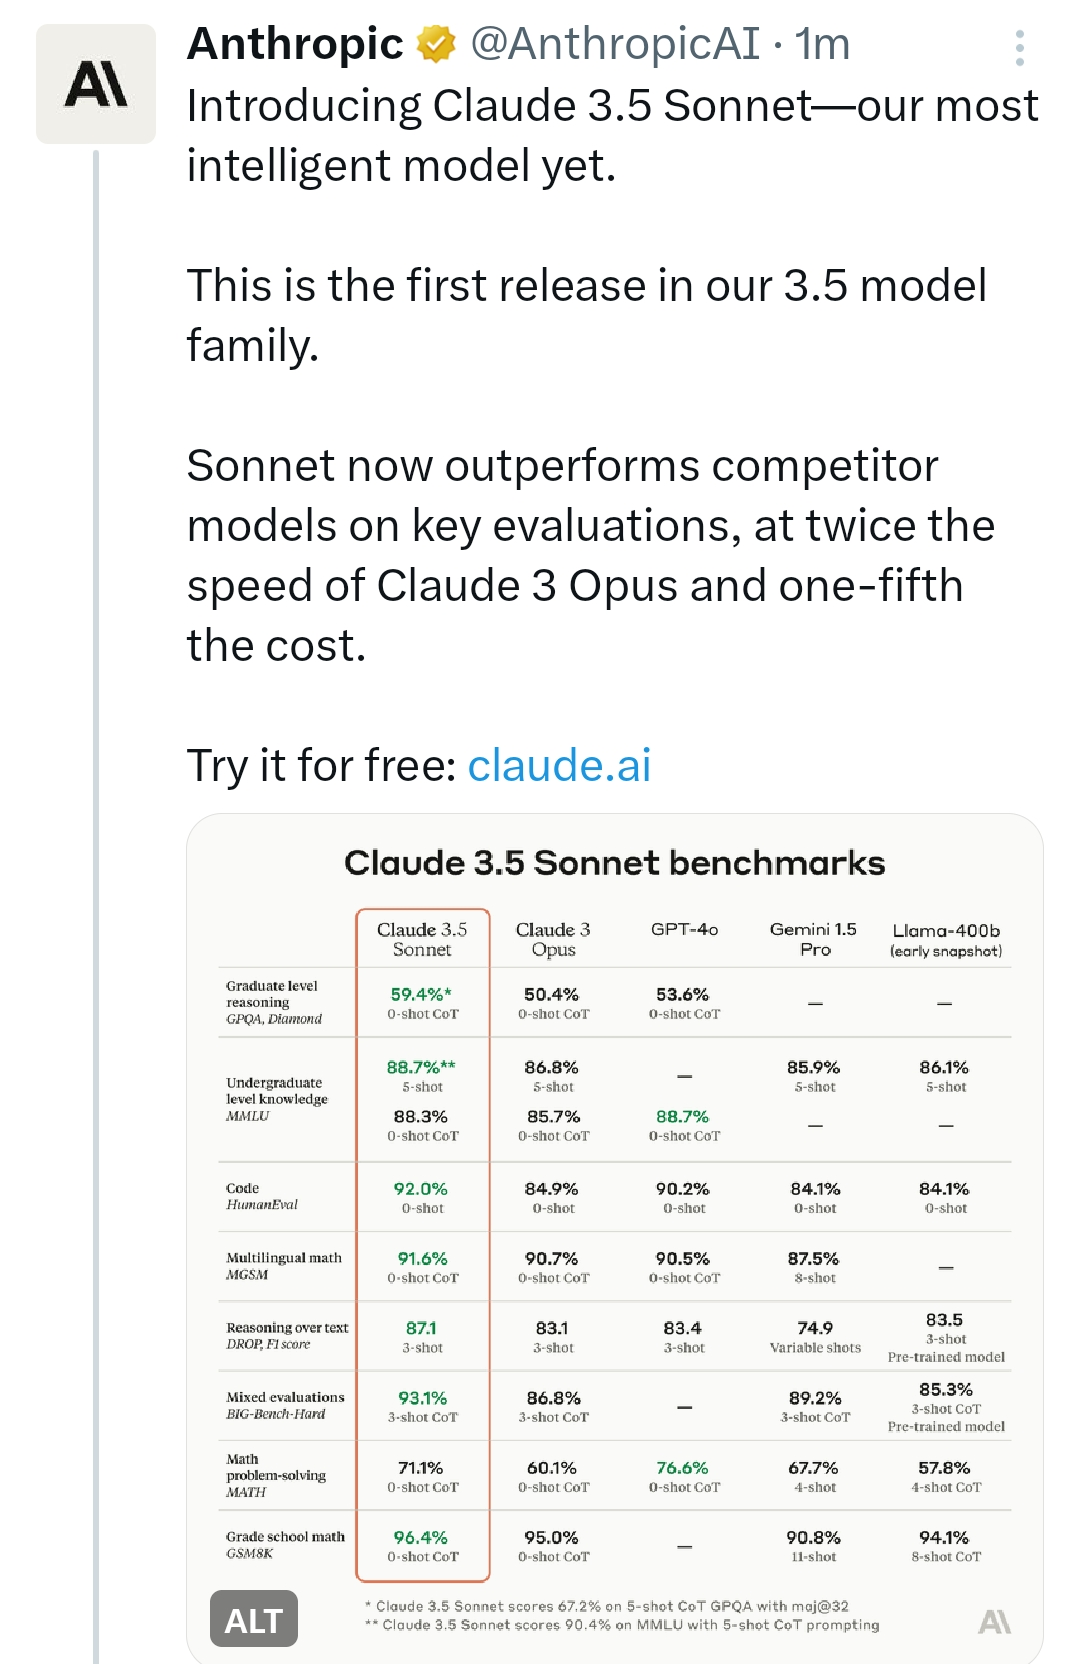 Anthropic @AnthropicAI · 1m
Introducing Claude 3.5 Sonnet—our most
intelligent model yet.
This is the first release in our 3.5 model
family.
Sonnet now outperforms competitor
models on key evaluations, at twice the
speed of Claude 3 Opus and one-fifth
the cost.
Try it for free: claude.ai
Claude 3.5 Sonnet benchmarks
Claude 3.5 Sonnet Claude 3 Opus GPT-4o Gemini 1.5 Pro Llama-400b (early snapshot)
Graduate level reasoning GPQA, Diamond 59.4%* 0-shot CoT 50.4% 0-shot CoT 53.6% 0-shot CoT — —
Undergraduate level knowledge MMLU 88.7%** 5-shot 86.8% 5-shot — 85.9% 5-shot 86.1% 5-shot
88.3% 0-shot CoT 85.7% 0-shot CoT 88.7% 0-shot CoT — —
Code HumanEval 92.0% 0-shot 84.9% 0-shot 90.2% 0-shot 84.1% 0-shot 84.1% 0-shot
Multilingual math MGSM 91.6% 0-shot CoT 90.7% 0-shot CoT 90.5% 0-shot CoT 87.5% 8-shot —
Reasoning over text DROP, F1 score 87.1 3-shot 83.1 3-shot 83.4 3-shot 74.9 Variable shots 83.5 3-shot Pre-trained model
Mixed evaluations BIG-Bench-Hard 93.1% 3-shot CoT 86.8% 3-shot CoT — 89.2% 3-shot CoT 85.3% 3-shot CoT Pre-trained model
Math problem-solving MATH 71.1% 0-shot CoT 60.1% 0-shot CoT 76.6% 0-shot CoT 67.7% 4-shot 57.8% 4-shot CoT
Grade school math GSM8K 96.4% 0-shot CoT 95.0% 0-shot CoT — 90.8% 11-shot 94.1% 8-shot CoT
* Claude 3.5 Sonnet scores 67.2% on 5-shot CoT GPQA with maj@32
** Claude 3.5 Sonnet scores 90.4% on MMLU with 5-shot CoT prompting
ALT